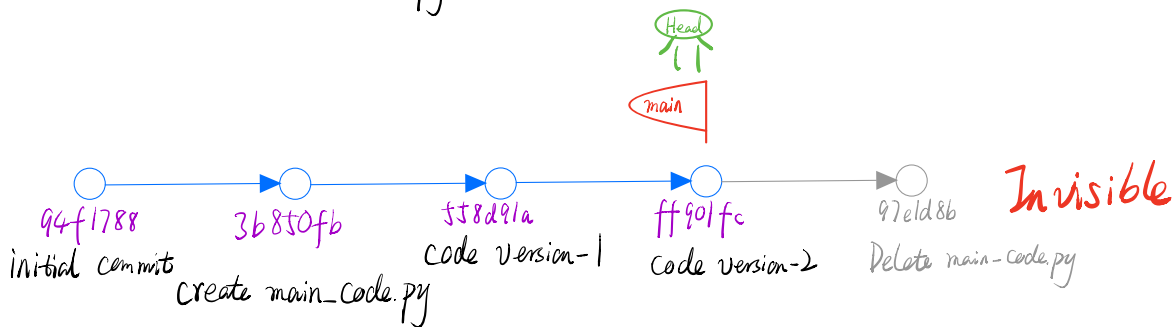 py
Head
main
94f1788
3b850fb
558d91a
ff901fc
97e1d8b
Invisible
initial commit
create main_code.py
code version-1
code version-2
Delete main-code.py